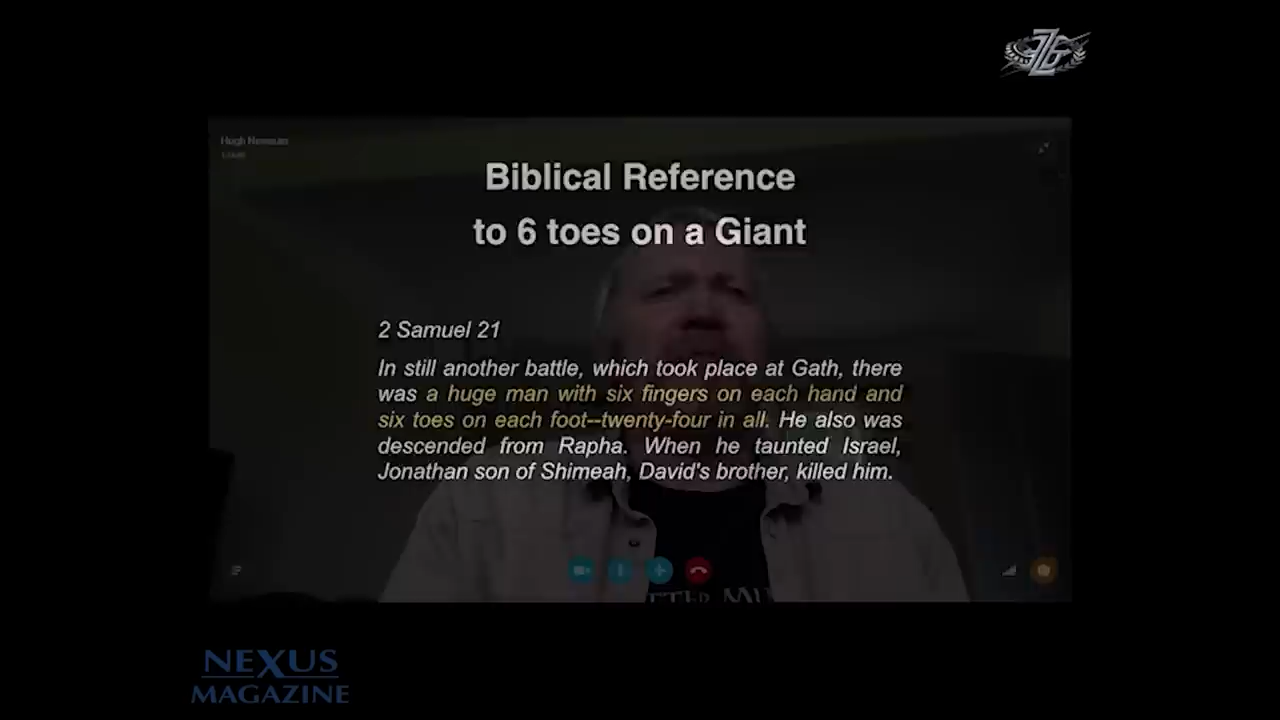 Biblical Reference
to 6 toes on a Giant
2 Samuel 21
In still another battle, which took place at Gath, there
was a huge man with six fingers on each hand and
six toes on each foot--twenty-four in all. He also was
descended from Rapha. When he taunted Israel,
Jonathan son of Shimeah, David's brother, killed him.
NEXUS
MAGAZINE